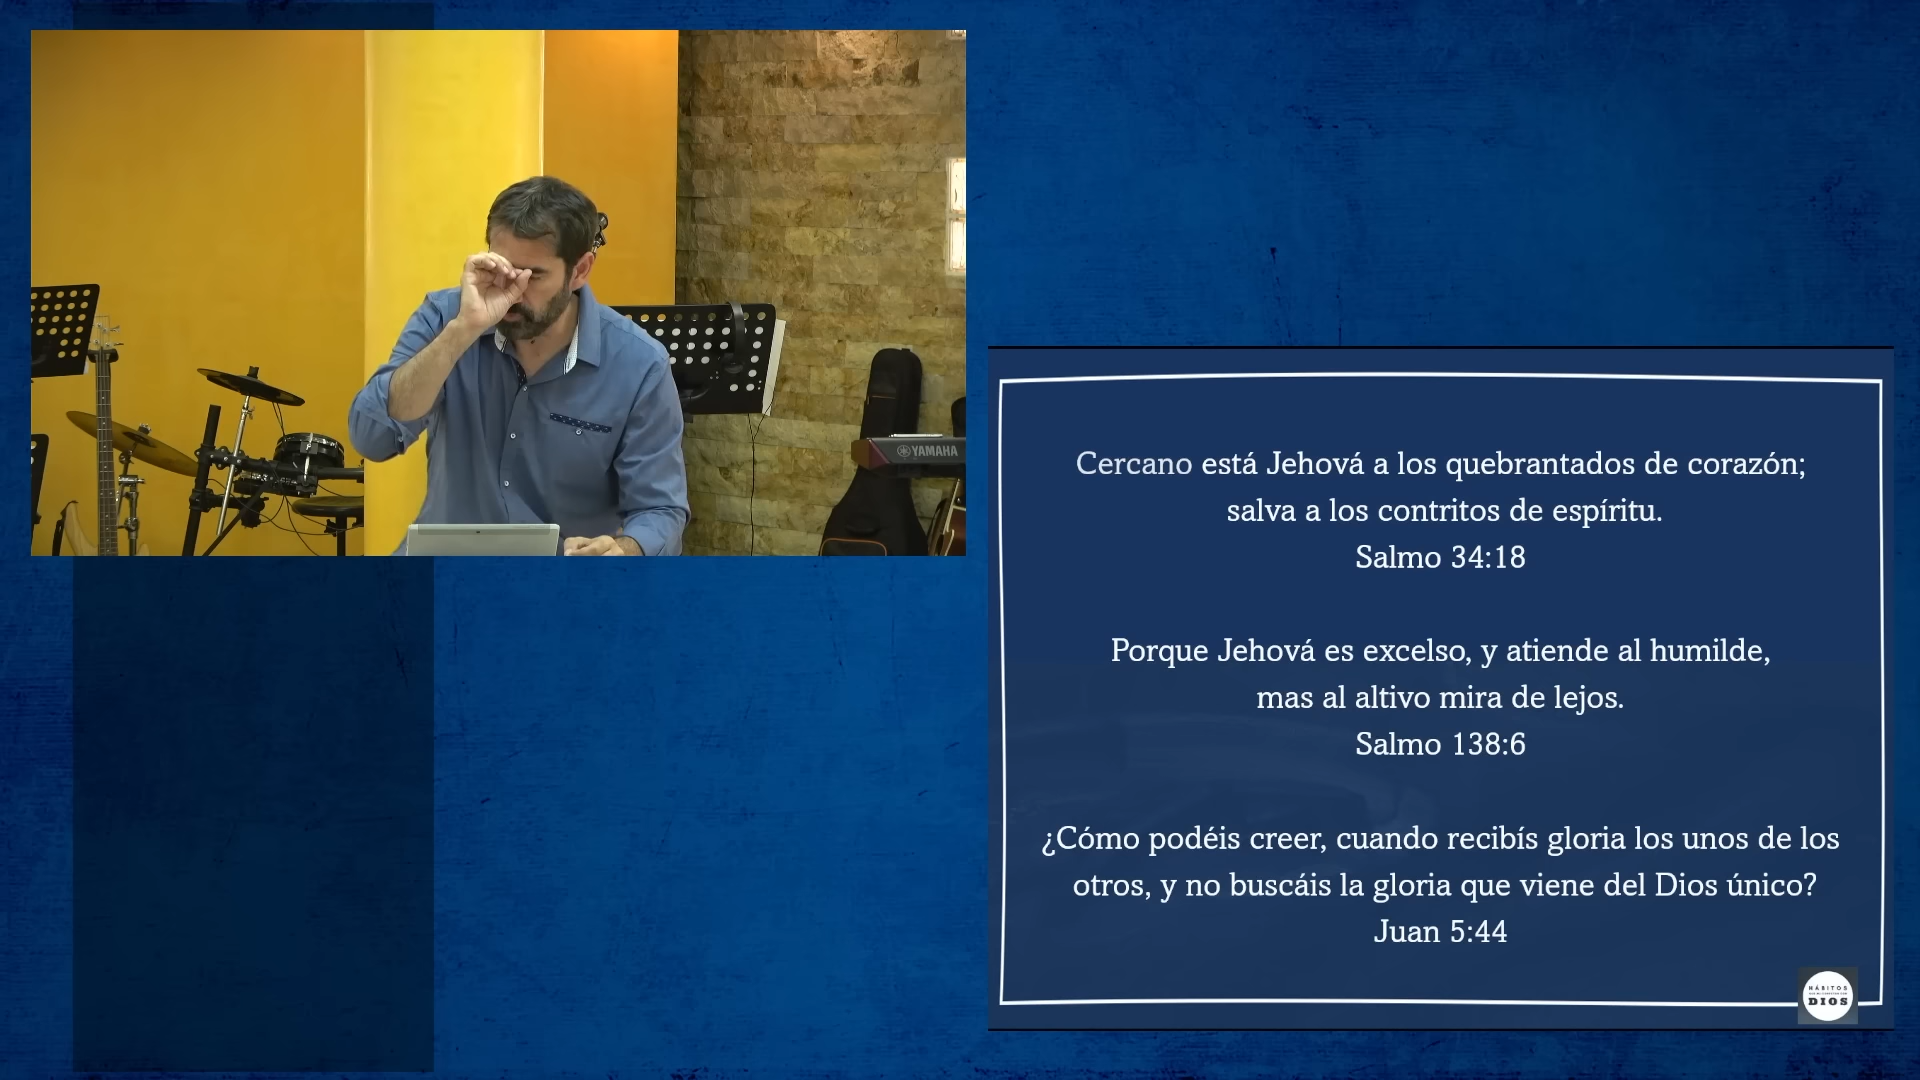 YAMAHA
Cercano está Jehová a los quebrantados de corazón;
salva a los contritos de espíritu.
Salmo 34:18
Porque Jehová es excelso, y atiende al humilde,
mas al altivo mira de lejos.
Salmo 138:6
¿Cómo podéis creer, cuando recibís gloria los unos de los
otros, y no buscáis la gloria que viene del Dios único?
Juan 5:44
HÁBITOS
DIOS